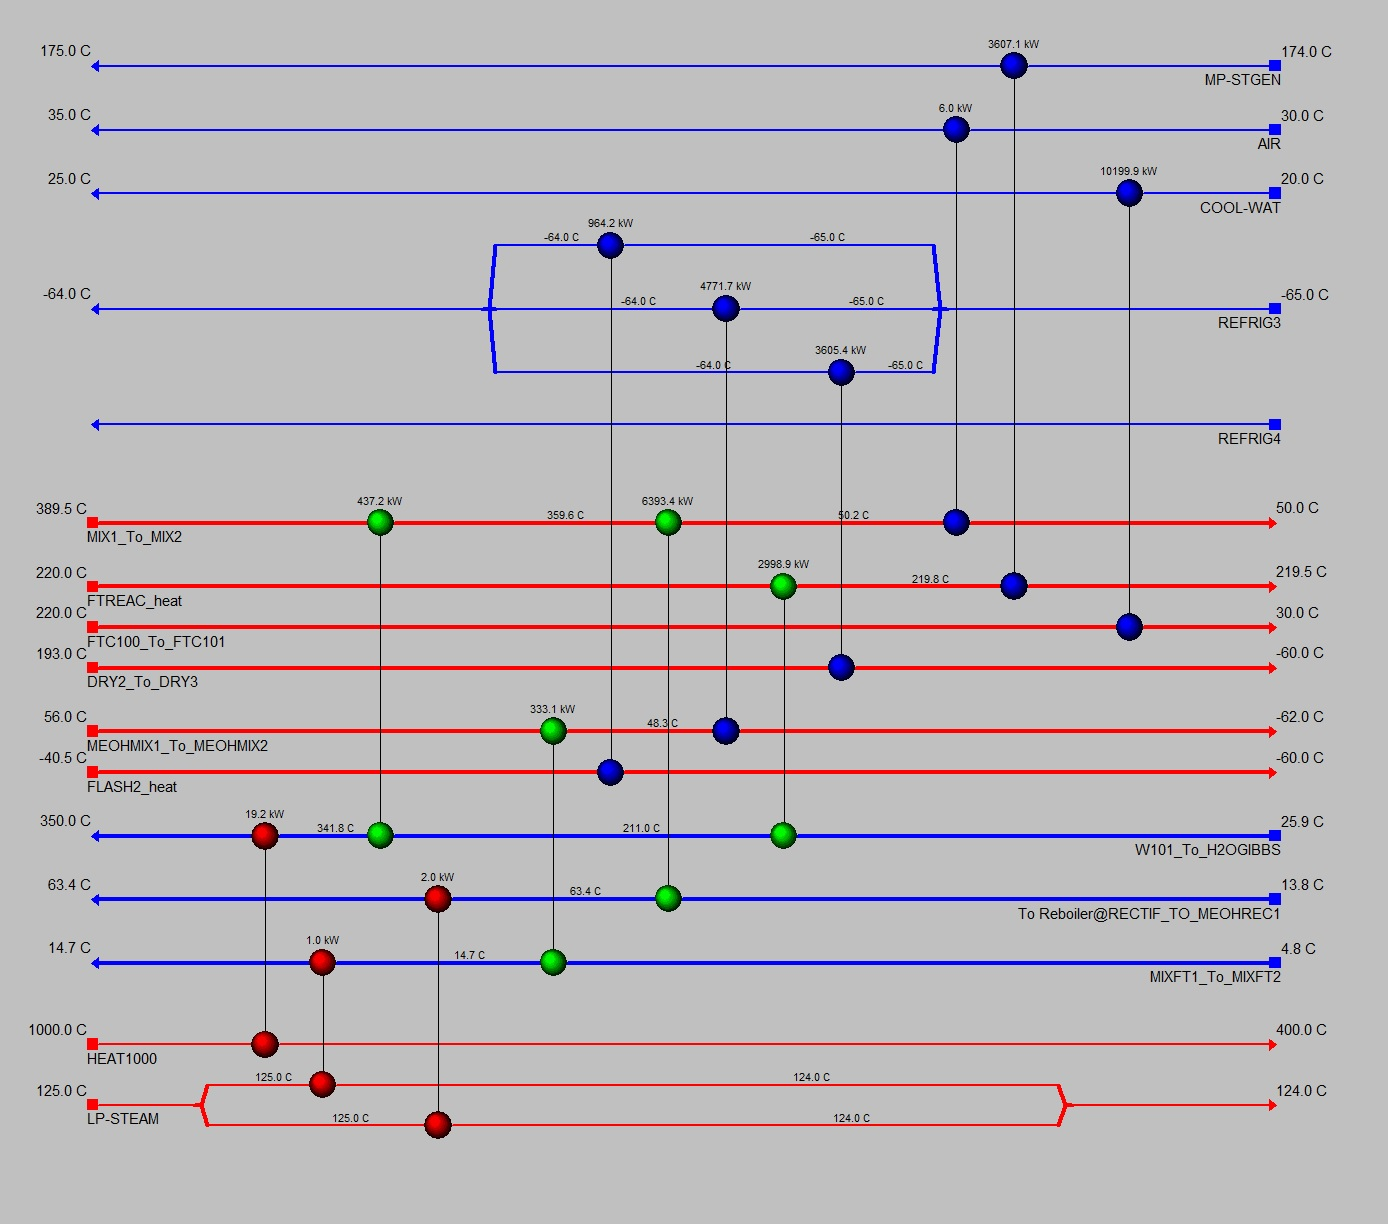 3607.1 kW
175.0 C
174.0 C
MP-STGEN
6.0 kW
35.0 C
30.0 C
AIR
10199.9 kW
25.0 C
20.0 C
COOL-WAT
964.2 kW
-64.0 C
-65.0 C
4771.7 kW
-64.0 C
-64.0 C
-65.0 C
-65.0 C
REFRIG3
3605.4 kW
-64.0 C
-65.0 C
REFRIG4
437.2 kW
6393.4 kW
389.5 C
359.6 C
50.2 C
50.0 C
MIX1_To_MIX2
2998.9 kW
220.0 C
219.8 C
219.5 C
FTREAC_heat
220.0 C
30.0 C
FTC100_To_FTC101
193.0 C
-60.0 C
DRY2_To_DRY3
333.1 kW
56.0 C
48.3 C
-62.0 C
MEOHMIX1_To_MEOHMIX2
-40.5 C
-60.0 C
FLASH2_heat
19.2 kW
350.0 C
341.8 C
211.0 C
25.9 C
W101_To_H2OGIBBS
2.0 kW
63.4 C
63.4 C
13.8 C
To Reboiler@RECTIF_TO_MEOHREC1
1.0 kW
14.7 C
14.7 C
4.8 C
MIXFT1_To_MIXFT2
1000.0 C
400.0 C
HEAT1000
125.0 C
124.0 C
125.0 C
124.0 C
LP-STEAM
125.0 C
124.0 C